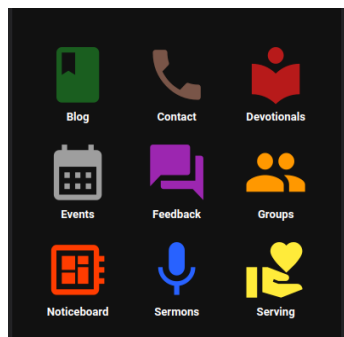 Blog
Contact
Devotionals
Events
Feedback
Groups
Noticeboard
Sermons
Serving